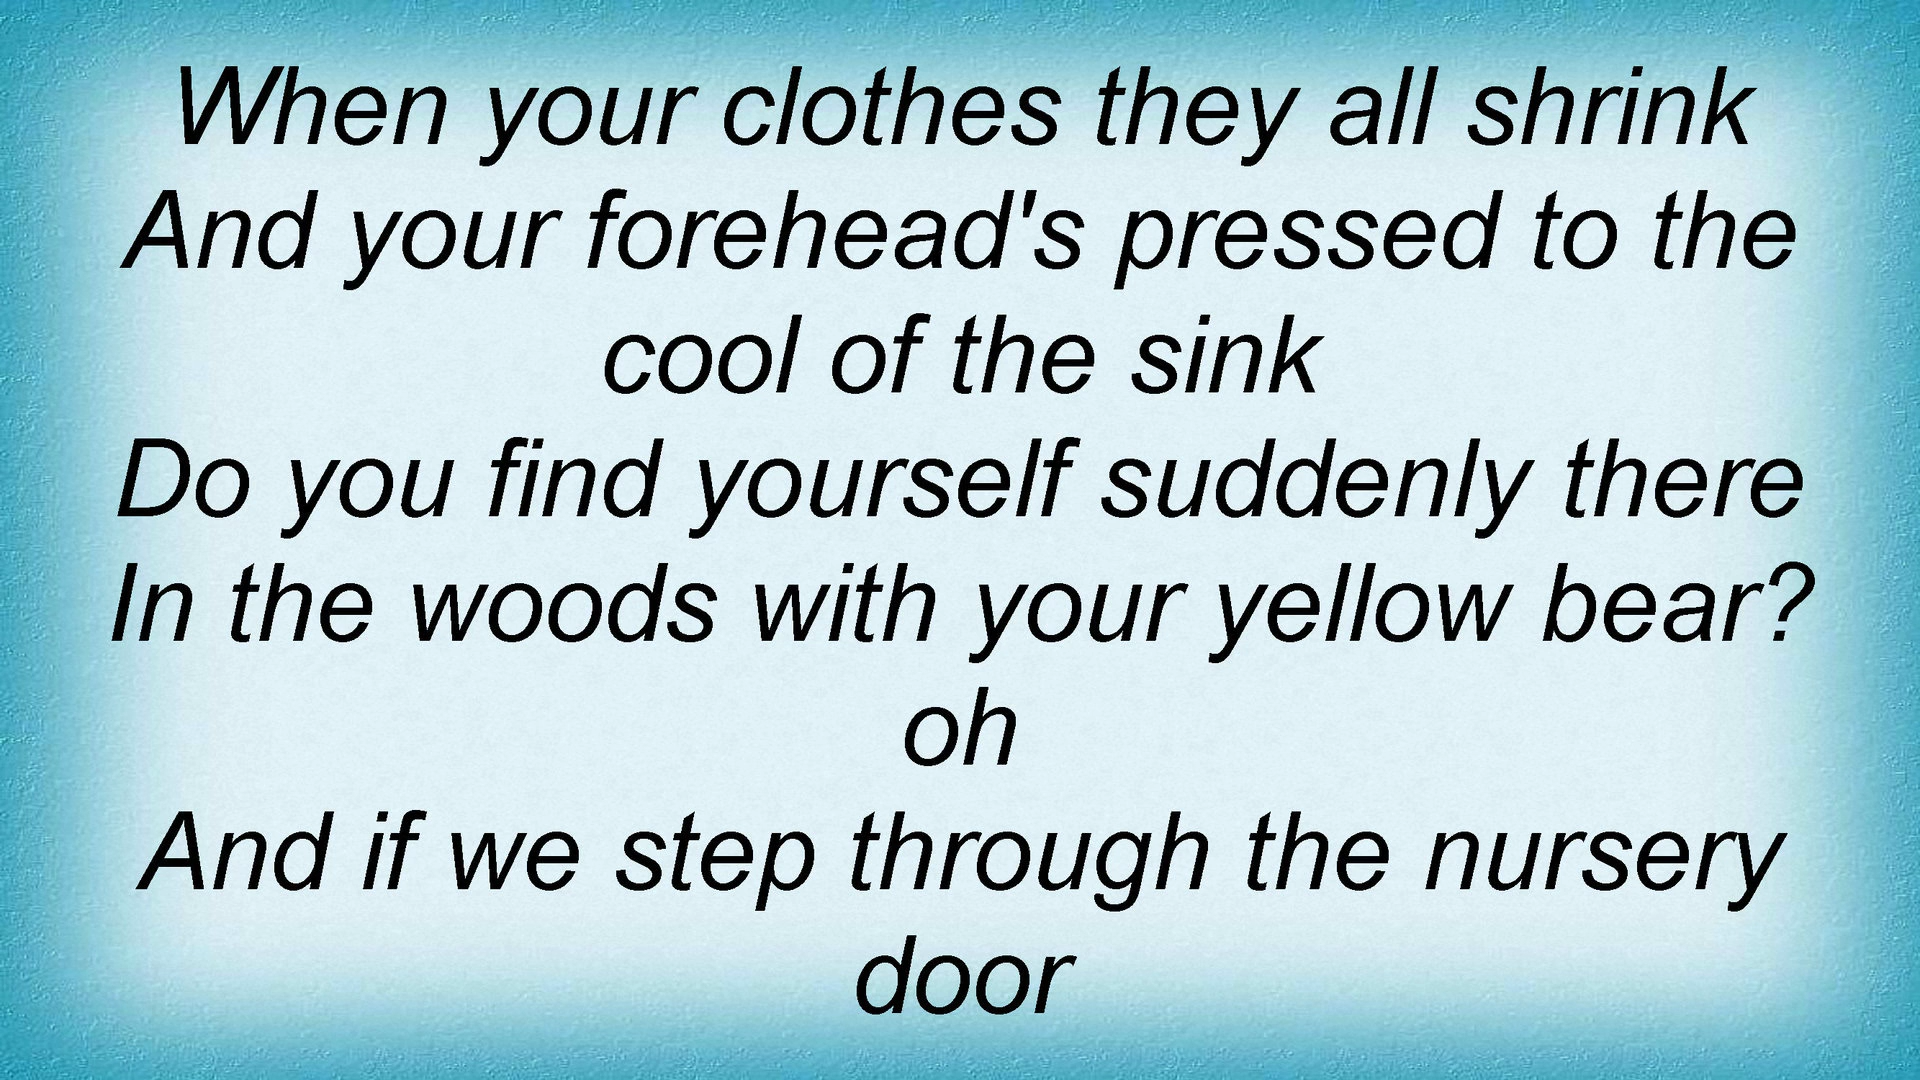 When your clothes they all shrink
And your forehead's pressed to the
cool of the sink
Do you find yourself suddenly there
In the woods with your yellow bear?
oh
And if we step through the nursery
door